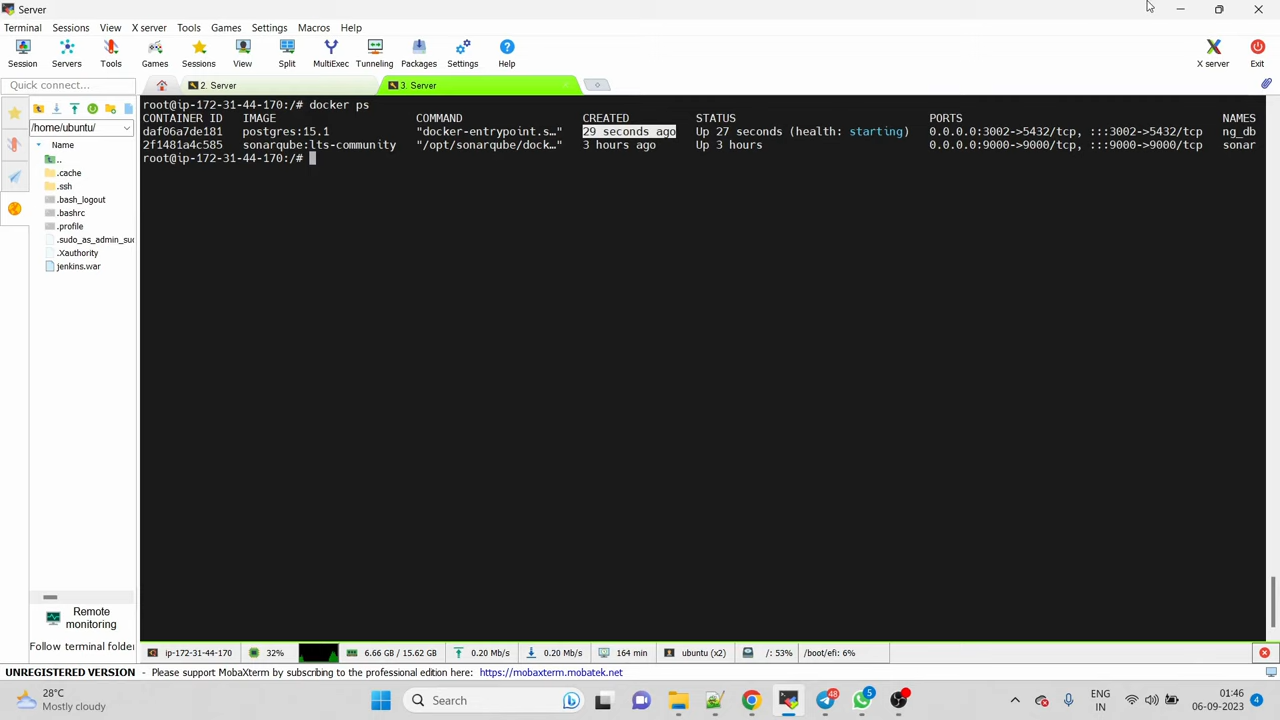 Server
Terminal Sessions View X server Tools Games Settings Macros Help
Session Servers Tools Games Sessions View Split MultiExec Tunneling Packages Settings Help X server Exit
Quick connect... 2. Server 3. Server
/home/ubuntu/
Name
..
.cache
.ssh
.bash_logout
.bashrc
.profile
.sudo_as_admin_suc
.Xauthority
jenkins.war
root@ip-172-31-44-170:/# docker ps
CONTAINER ID IMAGE COMMAND CREATED STATUS PORTS NAMES
daf06a7de181 postgres:15.1 "docker-entrypoint.s…" 29 seconds ago Up 27 seconds (health: starting) 0.0.0.0:3002->5432/tcp, :::3002->5432/tcp ng_db
2f1481a4c585 sonarqube:lts-community "/opt/sonarqube/dock…" 3 hours ago Up 3 hours 0.0.0.0:9000->9000/tcp, :::9000->9000/tcp sonar
root@ip-172-31-44-170:/#
Remote
monitoring
Follow terminal folder
ip-172-31-44-170 32% 6.66 GB / 15.62 GB 0.20 Mb/s 0.20 Mb/s 164 min ubuntu (x2) /: 53% /boot/efi: 6%
UNREGISTERED VERSION - Please support MobaXterm by subscribing to the professional edition here: https://mobaxterm.mobatek.net
28°C
Mostly cloudy
Search
48
5
ENG
IN
01:46
06-09-2023
4